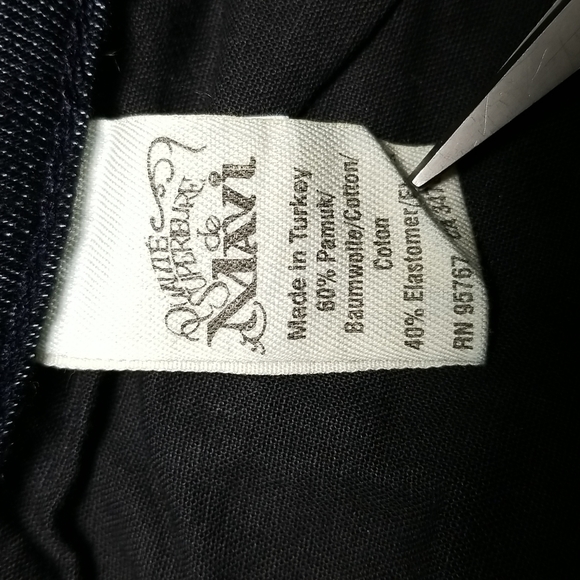 Qualité
Supérieure
de
Mavi
Made in Turkey
60% Pamuk/
Baumwolle/Cotton/
Coton
40% Elastomer/
RN 95767